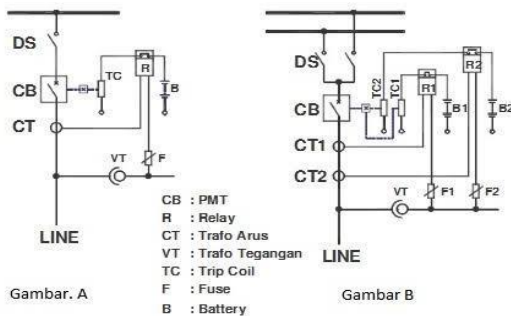 DS
CB
CT
TC
R
B
VT
F
LINE
Gambar. A
CB : PMT
R : Relay
CT : Trafo Arus
VT : Trafo Tegangan
TC : Trip Coil
F : Fuse
B : Battery
DS
CB
CT1
CT2
TC2
TC1
R1
R2
B1
B2
VT
F1
F2
LINE
Gambar B